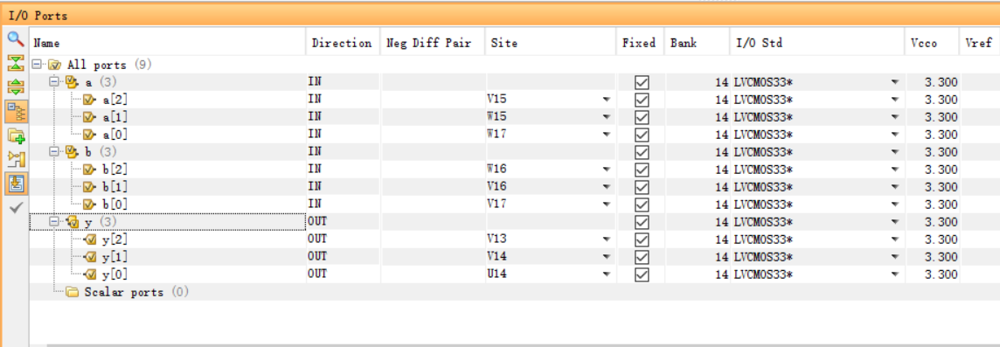 I/O Ports
Name Direction Neg Diff Pair Site Fixed Bank I/O Std Vcco Vref
All ports (9)
a (3) IN 14 LVCMOS33* 3.300
a[2] IN V15 14 LVCMOS33* 3.300
a[1] IN W15 14 LVCMOS33* 3.300
a[0] IN W17 14 LVCMOS33* 3.300
b (3) IN 14 LVCMOS33* 3.300
b[2] IN W16 14 LVCMOS33* 3.300
b[1] IN V16 14 LVCMOS33* 3.300
b[0] IN V17 14 LVCMOS33* 3.300
y (3) OUT 14 LVCMOS33* 3.300
y[2] OUT V13 14 LVCMOS33* 3.300
y[1] OUT V14 14 LVCMOS33* 3.300
y[0] OUT U14 14 LVCMOS33* 3.300
Scalar ports (0)